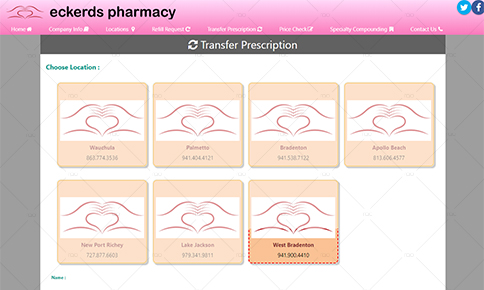 eckerds pharmacy
Home Company Info Locations Refill Request Transfer Prescription Price Check Specialty Compounding Contact Us
Transfer Prescription
Choose Location :
Wauchula Palmetto Bradenton Apollo Beach
863.774.3536 941.404.4121 941.538.7122 813.606.4577
New Port Richey Lake Jackson West Bradenton
727.877.6603 979.341.8811 941.900.4410
Name :